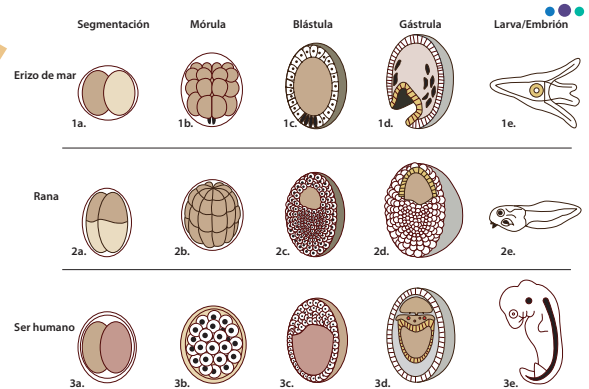 Segmentación Mórula Blástula Gástrula Larva/Embrión
Erizo de mar
1a. 1b. 1c. 1d. 1e.
Rana
2a. 2b. 2c. 2d. 2e.
Ser humano
3a. 3b. 3c. 3d. 3e.